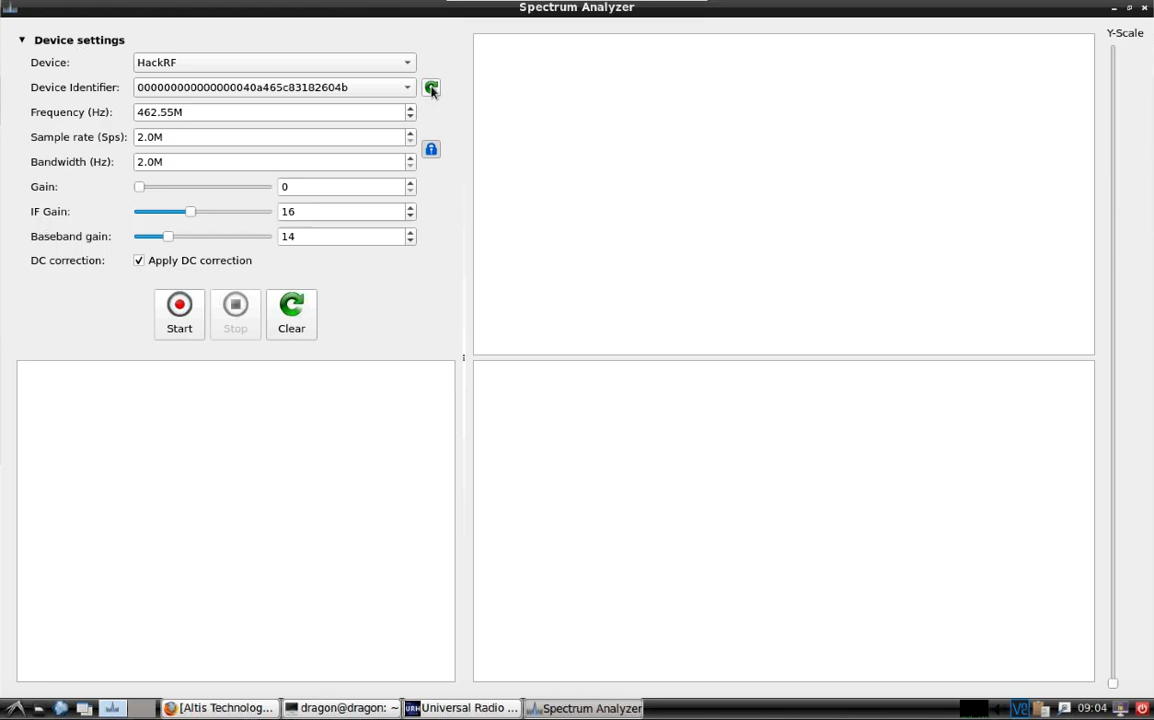 Spectrum Analyzer
Y-Scale
Device settings
Device: HackRF
Device Identifier: 00000000000000040a465c83182604b
Frequency (Hz): 462.55M
Sample rate (Sps): 2.0M
Bandwidth (Hz): 2.0M
Gain: 0
IF Gain: 16
Baseband gain: 14
DC correction: Apply DC correction
Start Stop Clear
[Altis Technolog... dragon@dragon: ~ URH Universal Radio ... Spectrum Analyzer 09:04